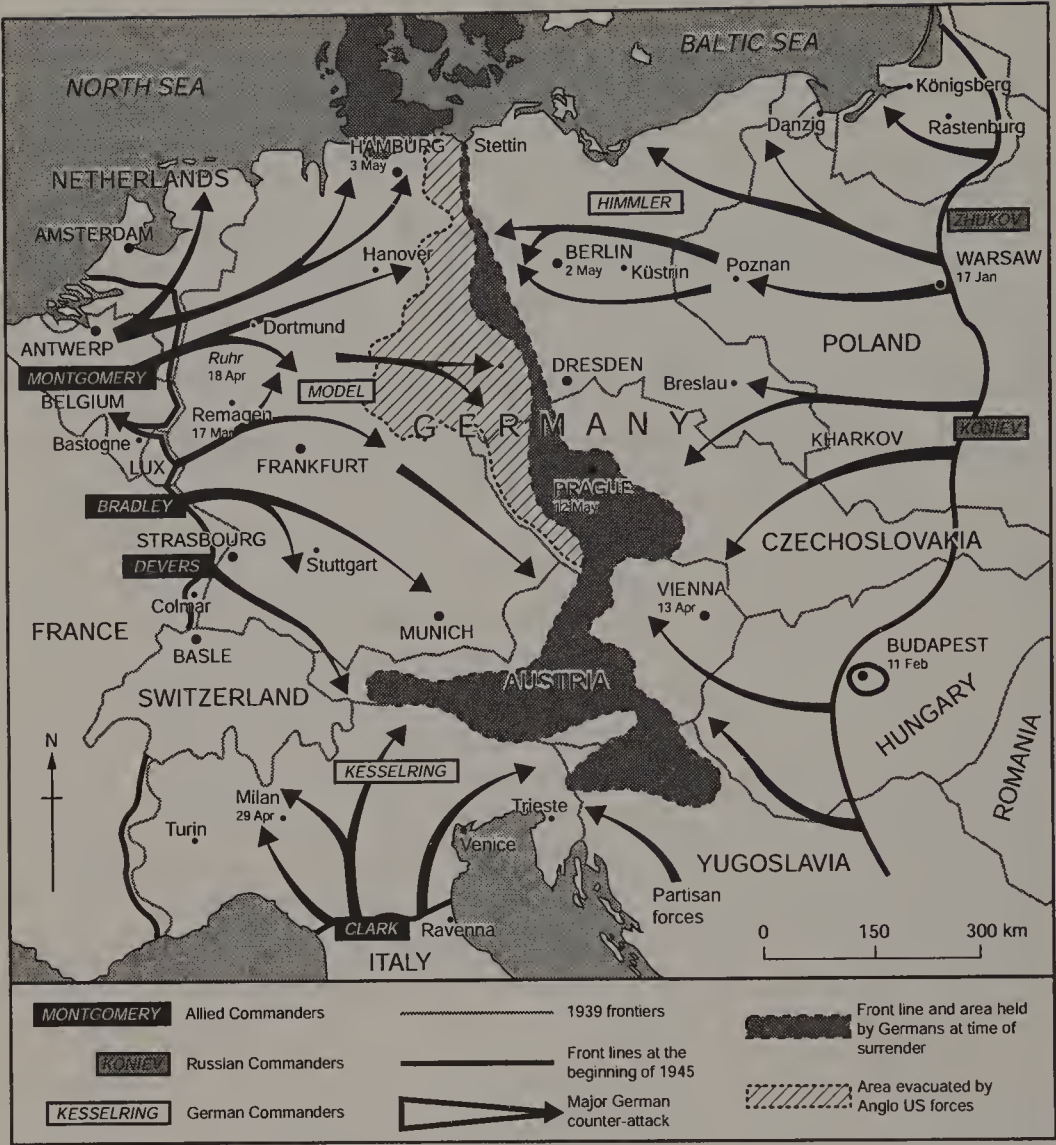 NORTH SEA
BALTIC SEA
Königsberg
Danzig
Rastenburg
HAMBURG
3 May
Stettin
NETHERLANDS
HIMMLER
ZHUKOV
AMSTERDAM
Hanover
BERLIN
2 May
Küstrin
Poznan
WARSAW
17 Jan
Dortmund
ANTWERP
Ruhr
18 Apr
POLAND
MONTGOMERY
MODEL
DRESDEN
Breslau
BELGIUM
Remagen
17 Mar
GERMANY
KONIEV
Bastogne
KHARKOV
LUX
FRANKFURT
PRAGUE
12 May
BRADLEY
STRASBOURG
CZECHOSLOVAKIA
DEVERS
Stuttgart
VIENNA
13 Apr
Colmar
FRANCE
MUNICH
BASLE
BUDAPEST
11 Feb
AUSTRIA
SWITZERLAND
HUNGARY
N
KESSELRING
ROMANIA
Milan
29 Apr
Trieste
Turin
Venice
YUGOSLAVIA
Partisan
forces
CLARK
Ravenna
0 150 300 km
ITALY
MONTGOMERY Allied Commanders
KONIEV Russian Commanders
KESSELRING German Commanders
1939 frontiers
Front lines at the
beginning of 1945
Major German
counter-attack
Front line and area held
by Germans at time of
surrender
Area evacuated by
Anglo US forces